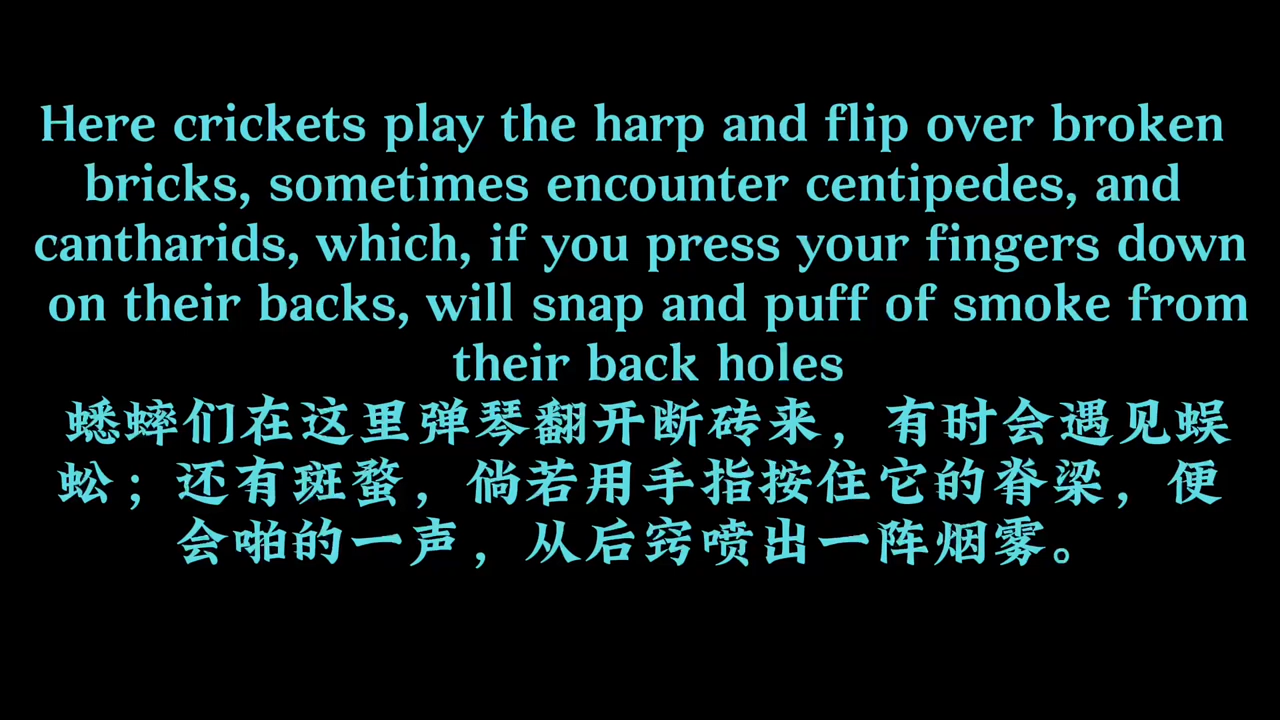 Here crickets play the harp and flip over broken
bricks, sometimes encounter centipedes, and
cantharids, which, if you press your fingers down
on their backs, will snap and puff of smoke from
their back holes
蟋蟀们在这里弹琴翻开断砖来，有时会遇见蜈
蚣；还有斑蝥，倘若用手指按住它的脊梁，便
会啪的一声，从后窍喷出一阵烟雾。